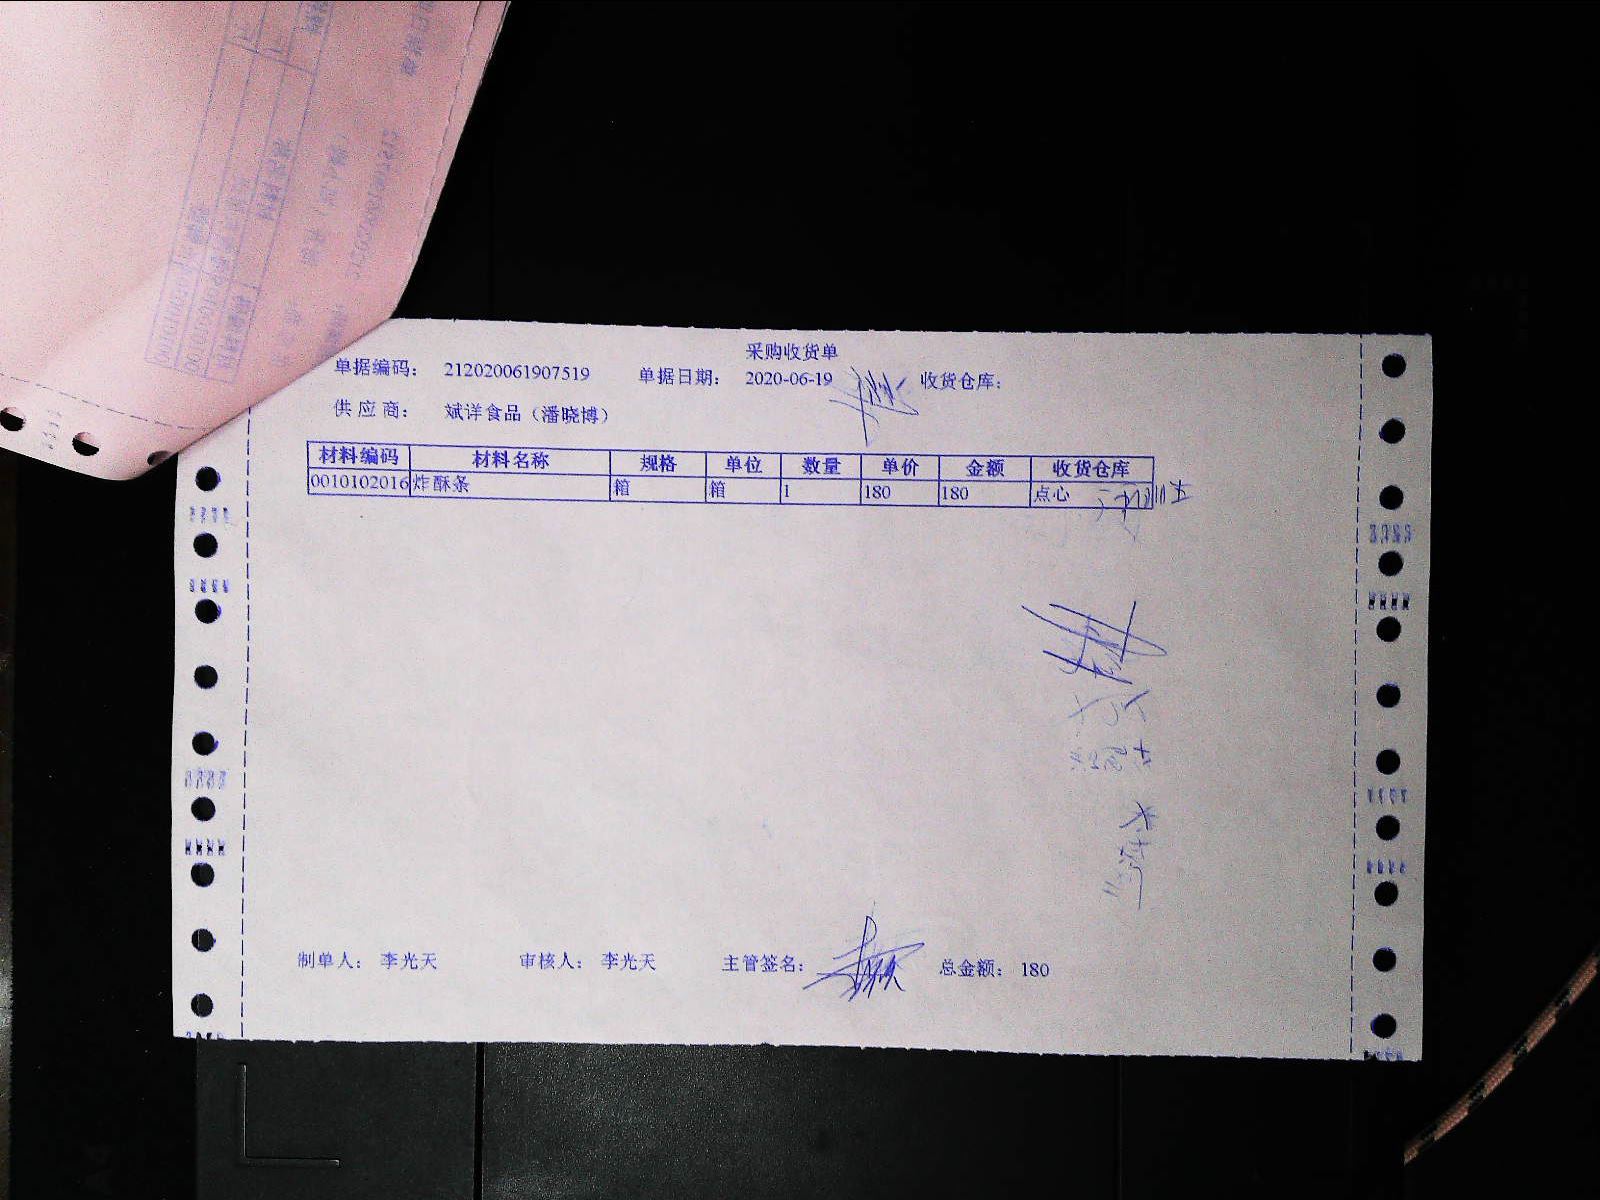 采购收货单
单据编码： 212020061907519 单据日期： 2020-06-19 收货仓库：
供应商： 斌洋食品（潘晓博）
材料编码 材料名称 规格 单位 数量 单价 金额 收货仓库
0010102016 炸酥条 箱 箱 1 180 180 点心
制单人： 李光天 审核人： 李光天 主管签名： 总金额： 180